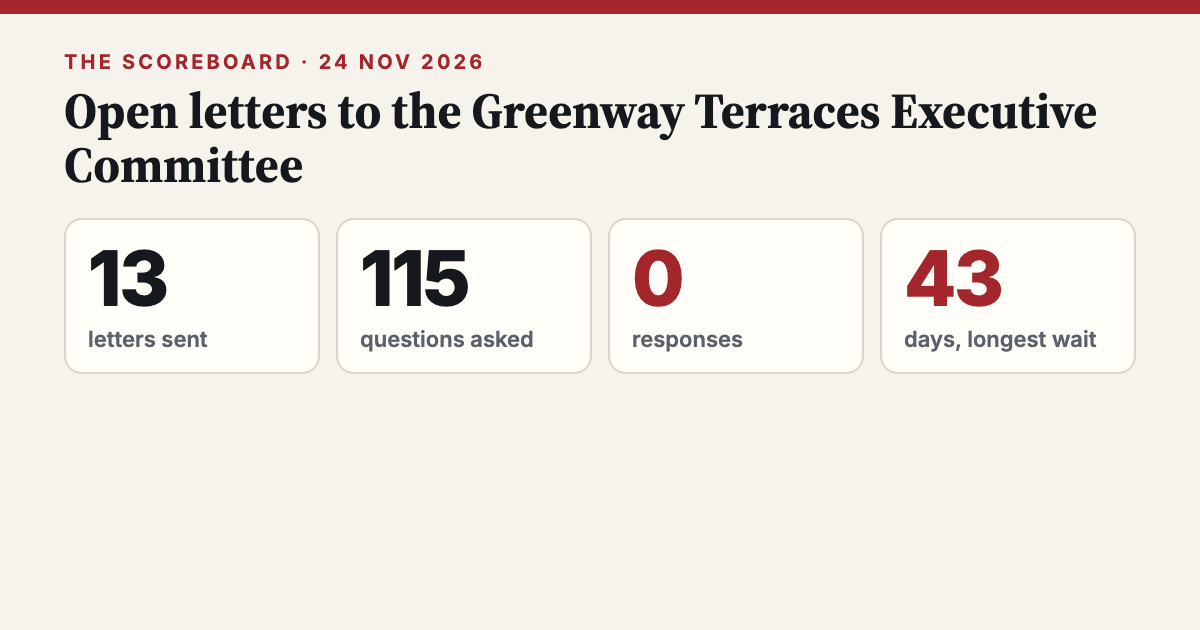 THE SCOREBOARD · 24 NOV 2026
Open letters to the Greenway Terraces Executive
Committee
13
letters sent
115
questions asked
0
responses
43
days, longest wait